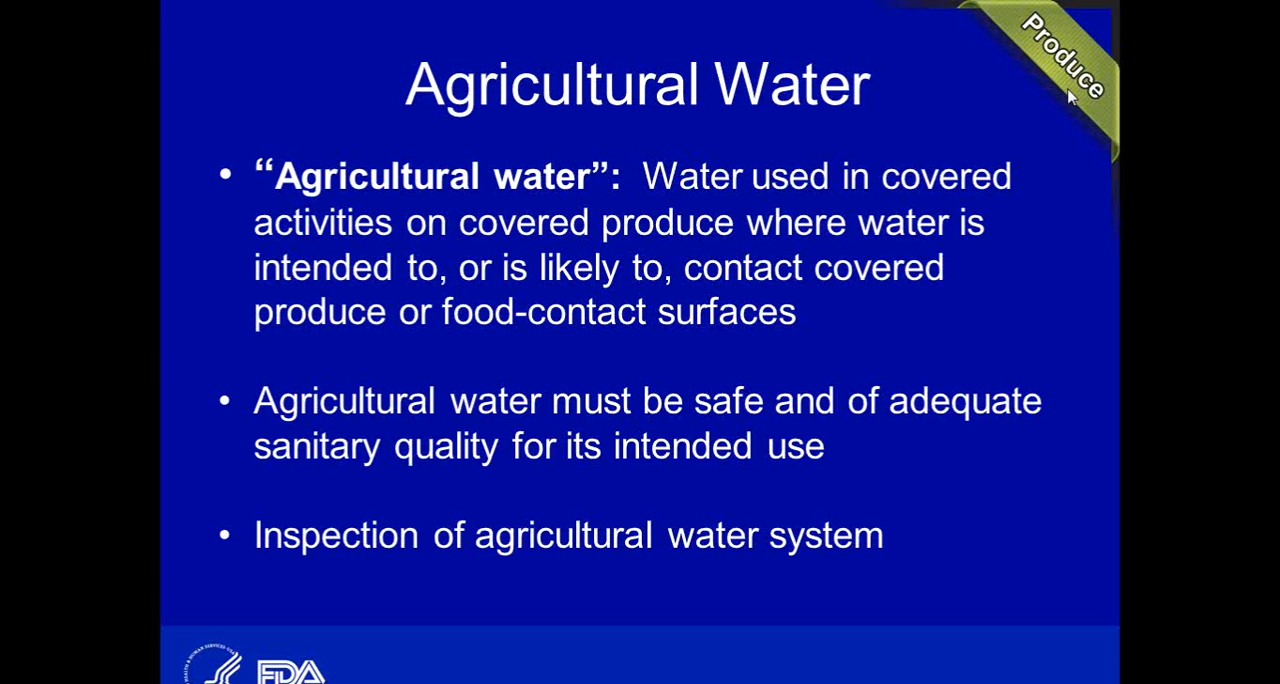 Produce
Agricultural Water
• “Agricultural water”: Water used in covered
activities on covered produce where water is
intended to, or is likely to, contact covered
produce or food-contact surfaces
• Agricultural water must be safe and of adequate
sanitary quality for its intended use
• Inspection of agricultural water system
FDA